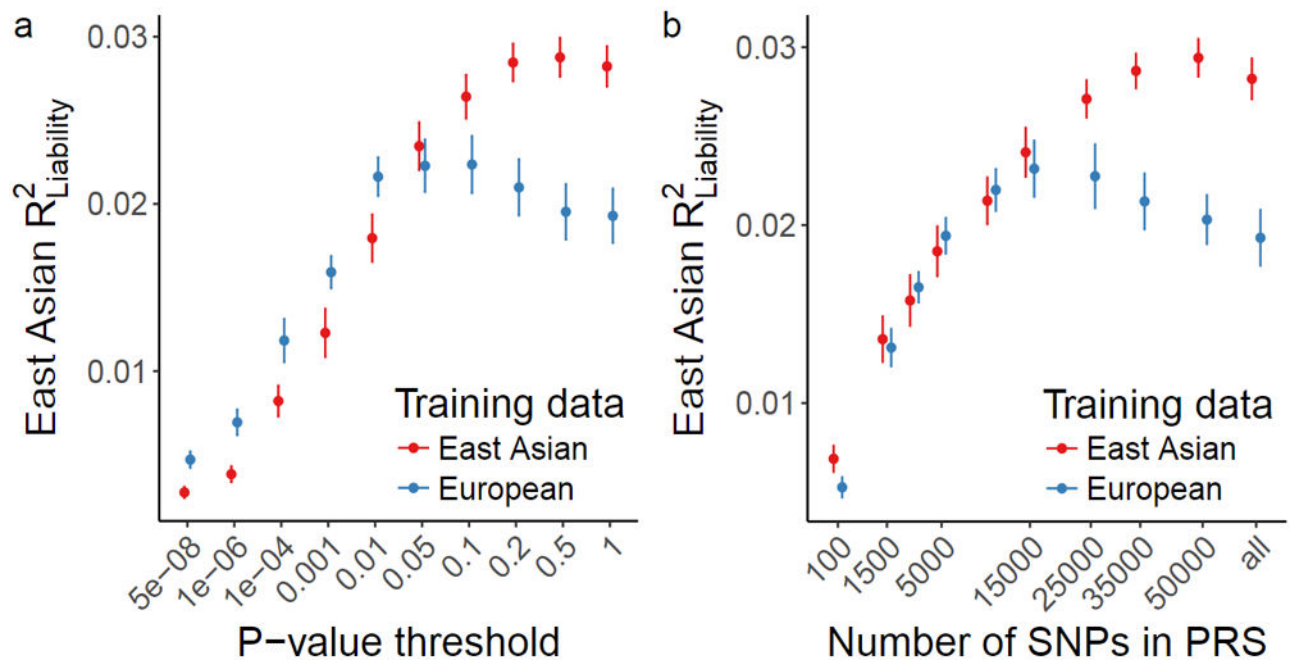 a
East Asian R²Liability
0.03
0.02
0.01
Training data
East Asian
European
5e−08
1e−06
1e−04
0.001
0.01
0.05
0.1
0.2
0.5
1
P−value threshold
b
East Asian R²Liability
0.03
0.02
0.01
Training data
East Asian
European
100
1500
5000
15000
25000
35000
50000
all
Number of SNPs in PRS